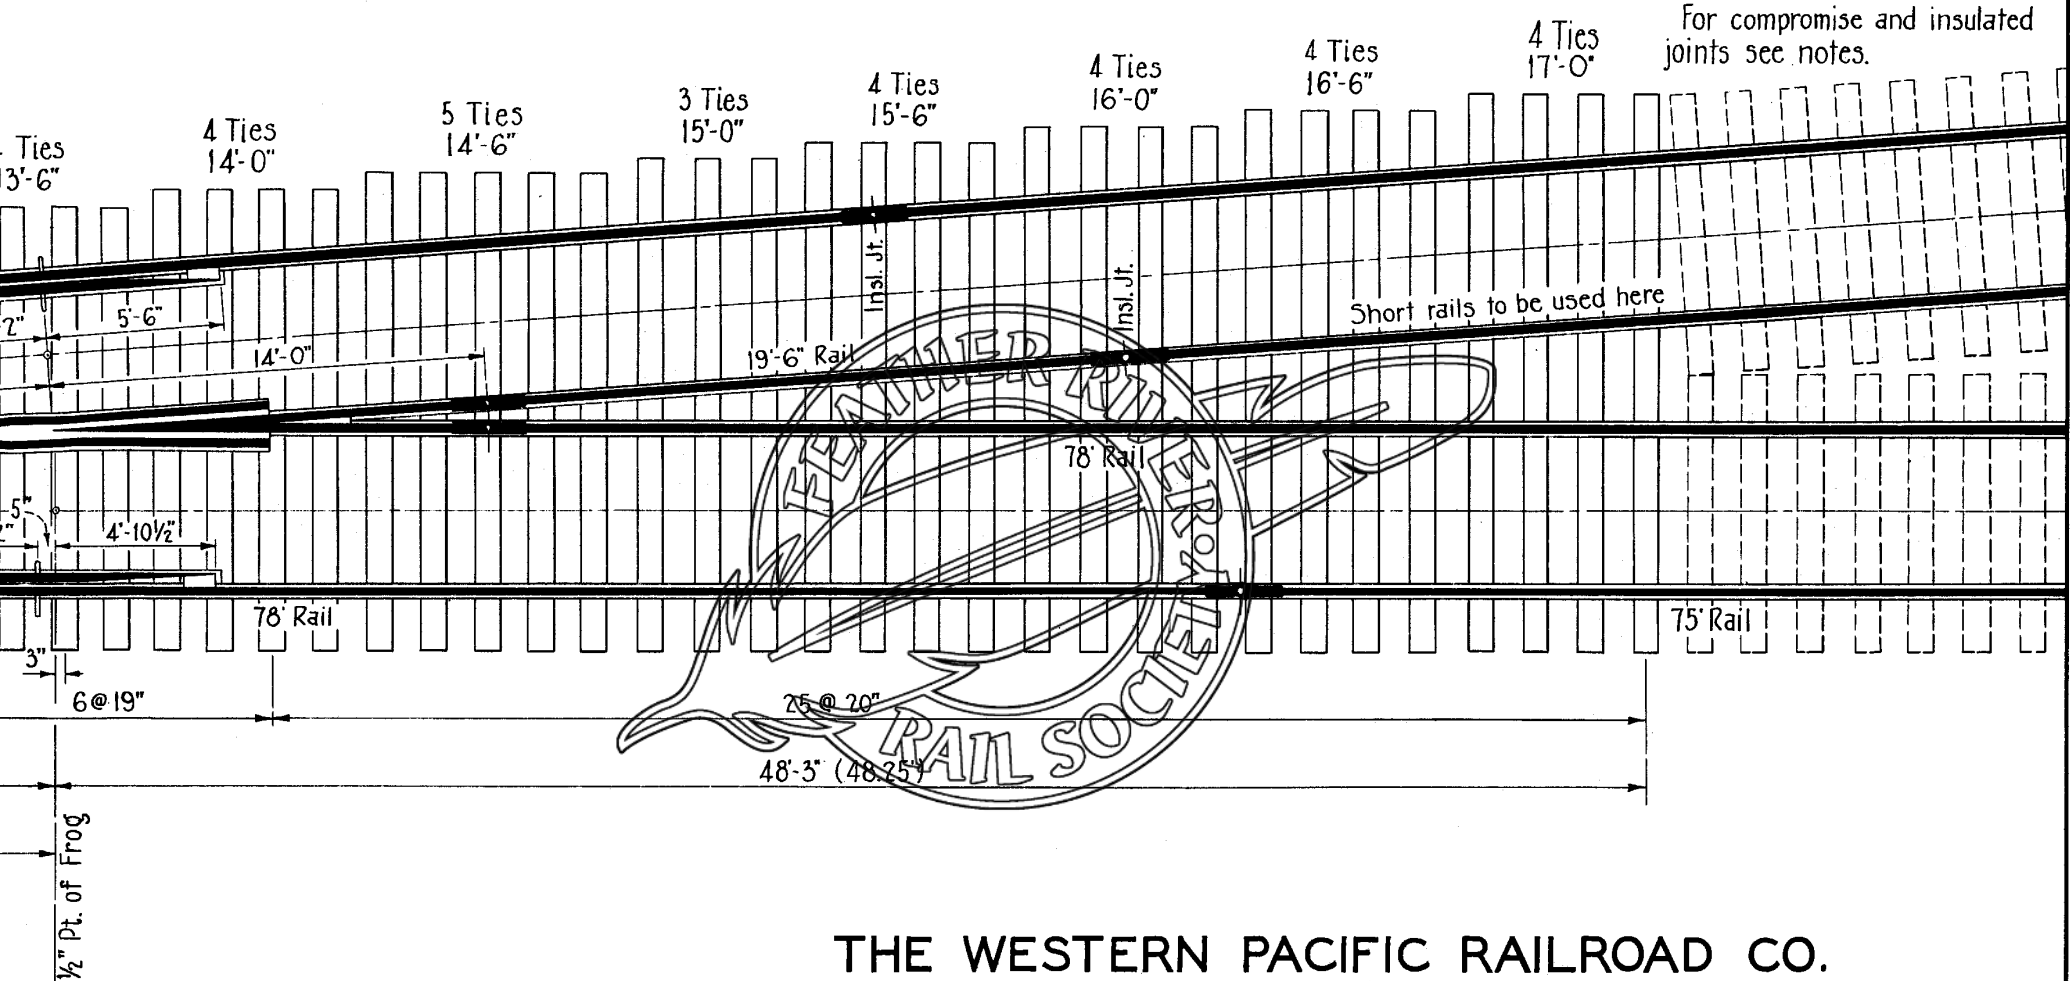 For compromise and insulated
joints see notes.
4 Ties
17'-0"
4 Ties
16'-6"
4 Ties
16'-0"
4 Ties
15'-6"
3 Ties
15'-0"
5 Ties
14'-6"
4 Ties
14'-0"
Ties
13'-6"
Insl. Jt.
Insl. Jt.
Short rails to be used here
5'-6"
2"
14'-0"
19'-6" Rail
78' Rail
5"
4'-10½"
78' Rail
75' Rail
3"
6@19"
25 @ 20"
48'-3" (48.25')
½" Pt. of Frog
FEATHER RIVER
RAIL SOCIETY
THE WESTERN PACIFIC RAILROAD CO.